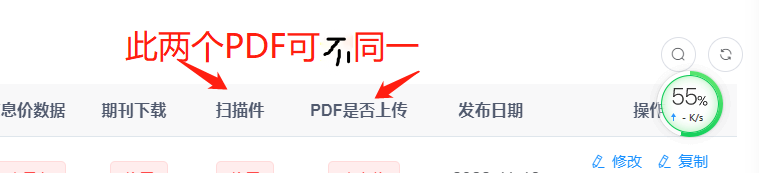 此两个PDF可不同一
息价数据 期刊下载 扫描件 PDF是否上传 发布日期 操作
55%
↑ - K/s
修改 复制